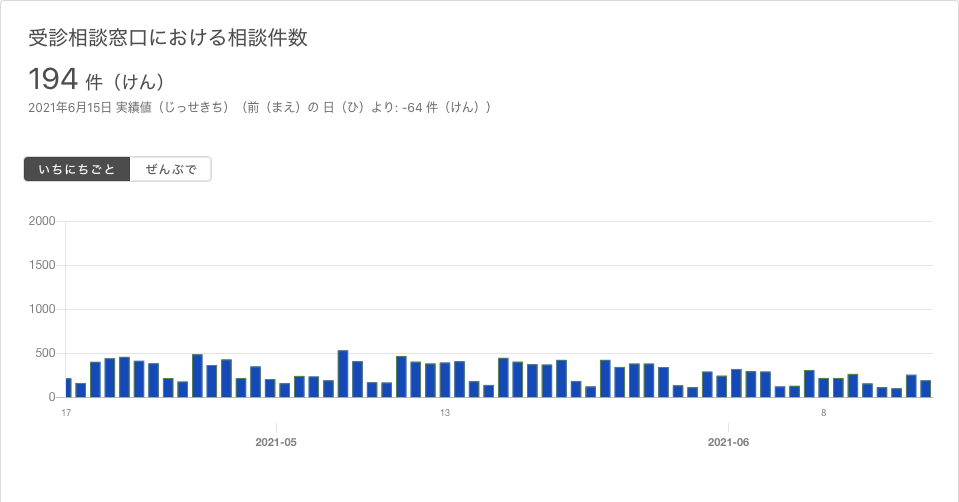 受診相談窓口における相談件数
194 件（けん）
2021年6月15日 実績値（じっせきち）（前（まえ）の 日（ひ）より: -64 件（けん））
いちにちごと ぜんぶで
2000
1500
1000
500
0
17 13 8
2021-05 2021-06